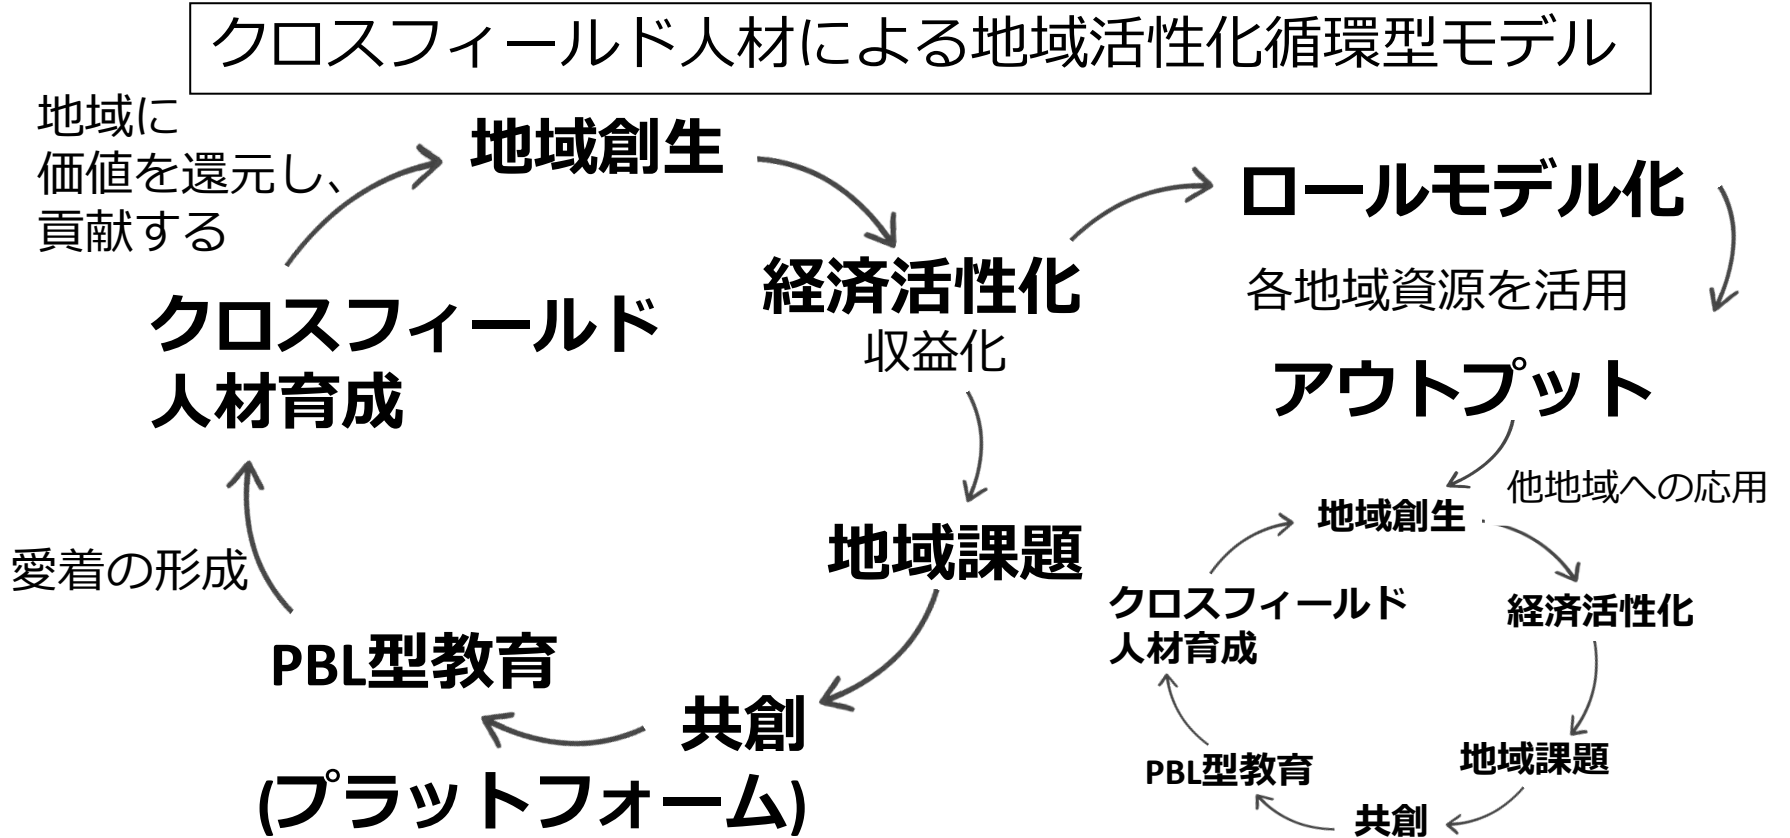 クロスフィールド人材による地域活性化循環型モデル
地域に
価値を還元し、
貢献する
地域創生
経済活性化
収益化
クロスフィールド
人材育成
地域課題
愛着の形成
PBL型教育
共創
(プラットフォーム)
ロールモデル化
各地域資源を活用
アウトプット
他地域への応用
地域創生
クロスフィールド
人材育成
経済活性化
PBL型教育
地域課題
共創